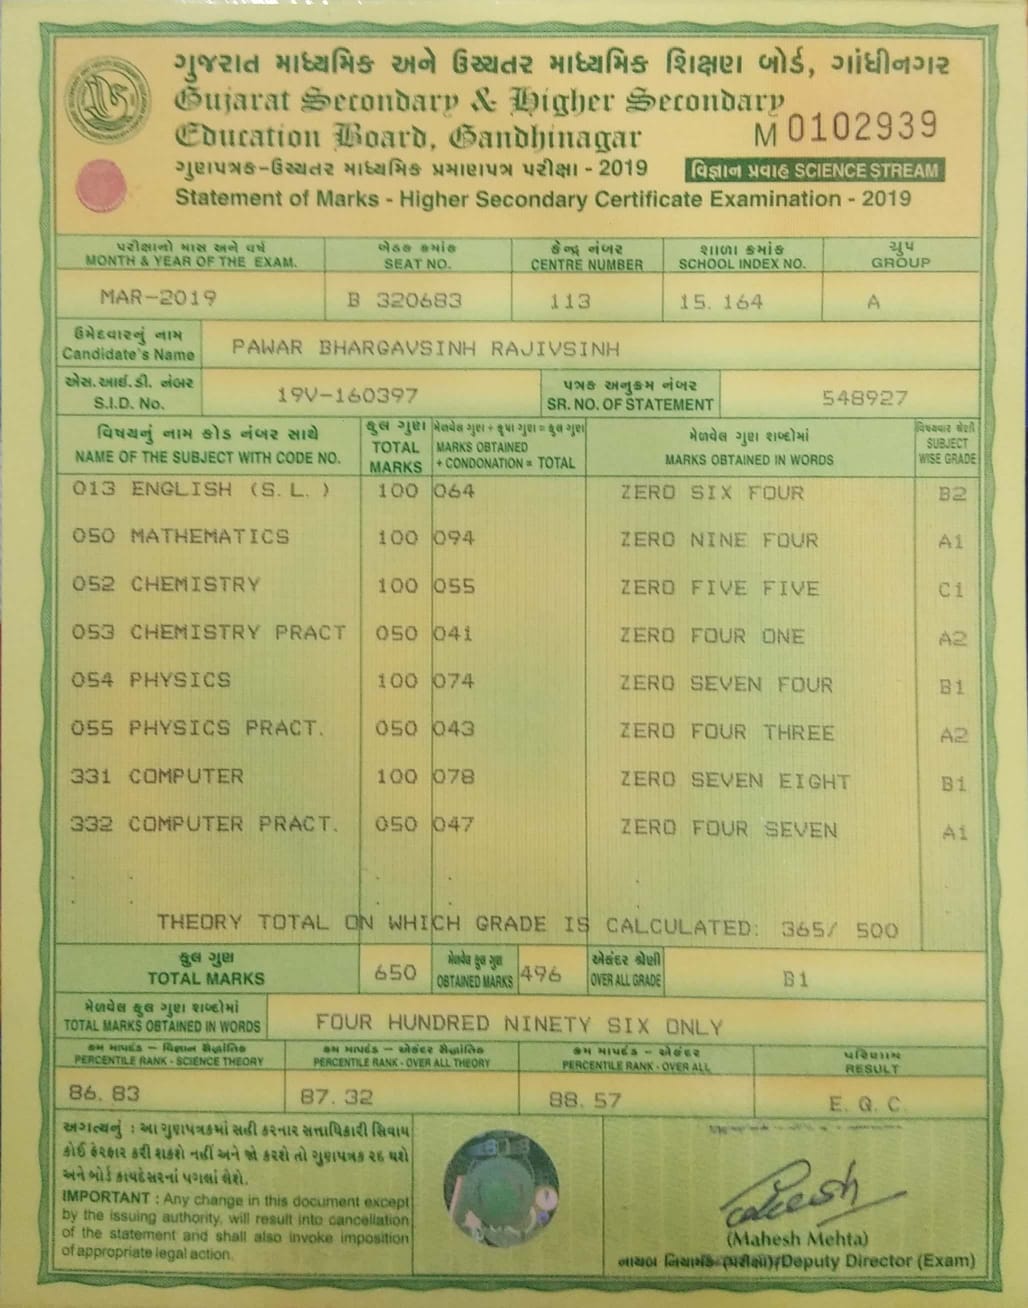 ગુજરાત માધ્યમિક અને ઉચ્ચતર માધ્યમિક શિક્ષણ બોર્ડ, ગાંધીનગર
Gujarat Secondary & Higher Secondary
Education Board, Gandhinagar
M 0102939
ગુણપત્રક-ઉચ્ચતર માધ્યમિક પ્રમાણપત્ર પરીક્ષા - 2019
વિજ્ઞાન પ્રવાહ SCIENCE STREAM
Statement of Marks - Higher Secondary Certificate Examination - 2019
પરીક્ષાનો માસ અને વર્ષ બેઠક ક્રમાંક કેન્દ્ર નંબર શાળા ક્રમાંક ગ્રુપ
MONTH & YEAR OF THE EXAM. SEAT NO. CENTRE NUMBER SCHOOL INDEX NO. GROUP
MAR-2019 B 320683 113 15.164 A
ઉમેદવારનું નામ
Candidate's Name PAWAR BHARGAVSINH RAJIVSINH
એસ.આઈ.ડી. નંબર પત્રક અનુક્રમ નંબર
S.I.D. No. 19V-160397 SR. NO. OF STATEMENT 548927
વિષયનું નામ કોડ નંબર સાથે કુલ ગુણ મેળવેલ ગુણ + કૃપા ગુણ = કુલ ગુણ મેળવેલ ગુણ શબ્દોમાં વિષયવાર શ્રેણી
NAME OF THE SUBJECT WITH CODE NO. TOTAL MARKS MARKS OBTAINED + CONDONATION = TOTAL MARKS OBTAINED IN WORDS SUBJECT WISE GRADE
013 ENGLISH (S.L.) 100 064 ZERO SIX FOUR B2
050 MATHEMATICS 100 094 ZERO NINE FOUR A1
052 CHEMISTRY 100 055 ZERO FIVE FIVE C1
053 CHEMISTRY PRACT 050 041 ZERO FOUR ONE A2
054 PHYSICS 100 074 ZERO SEVEN FOUR B1
055 PHYSICS PRACT. 050 043 ZERO FOUR THREE A2
331 COMPUTER 100 078 ZERO SEVEN EIGHT B1
332 COMPUTER PRACT. 050 047 ZERO FOUR SEVEN A1
THEORY TOTAL ON WHICH GRADE IS CALCULATED: 365/ 500
કુલ ગુણ મેળવેલ કુલ ગુણ એકંદર શ્રેણી
TOTAL MARKS 650 OBTAINED MARKS 496 OVER ALL GRADE B1
મેળવેલ કુલ ગુણ શબ્દોમાં
TOTAL MARKS OBTAINED IN WORDS FOUR HUNDRED NINETY SIX ONLY
ક્રમ માપદંડ - વિજ્ઞાન સૈદ્ધાંતિક ક્રમ માપદંડ - એકંદર સૈદ્ધાંતિક ક્રમ માપદંડ - એકંદર પરિણામ
PERCENTILE RANK - SCIENCE THEORY PERCENTILE RANK - OVER ALL THEORY PERCENTILE RANK - OVER ALL RESULT
86.83 87.32 88.57 E.Q.C
અગત્યનું : આ ગુણપત્રકમાં સહી કરનાર સત્તાધિકારી સિવાય
કોઈ ફેરફાર કરી શકશે નહીં અને જો કરશે તો ગુણપત્રક રદ થશે
અને બોર્ડ કાયદેસરનાં પગલાં લેશે.
IMPORTANT : Any change in this document except
by the issuing authority, will result into cancellation
of the statement and shall also invoke imposition
of appropriate legal action.
(Mahesh Mehta)
નાયબ નિયામક (પરીક્ષા)/Deputy Director (Exam)